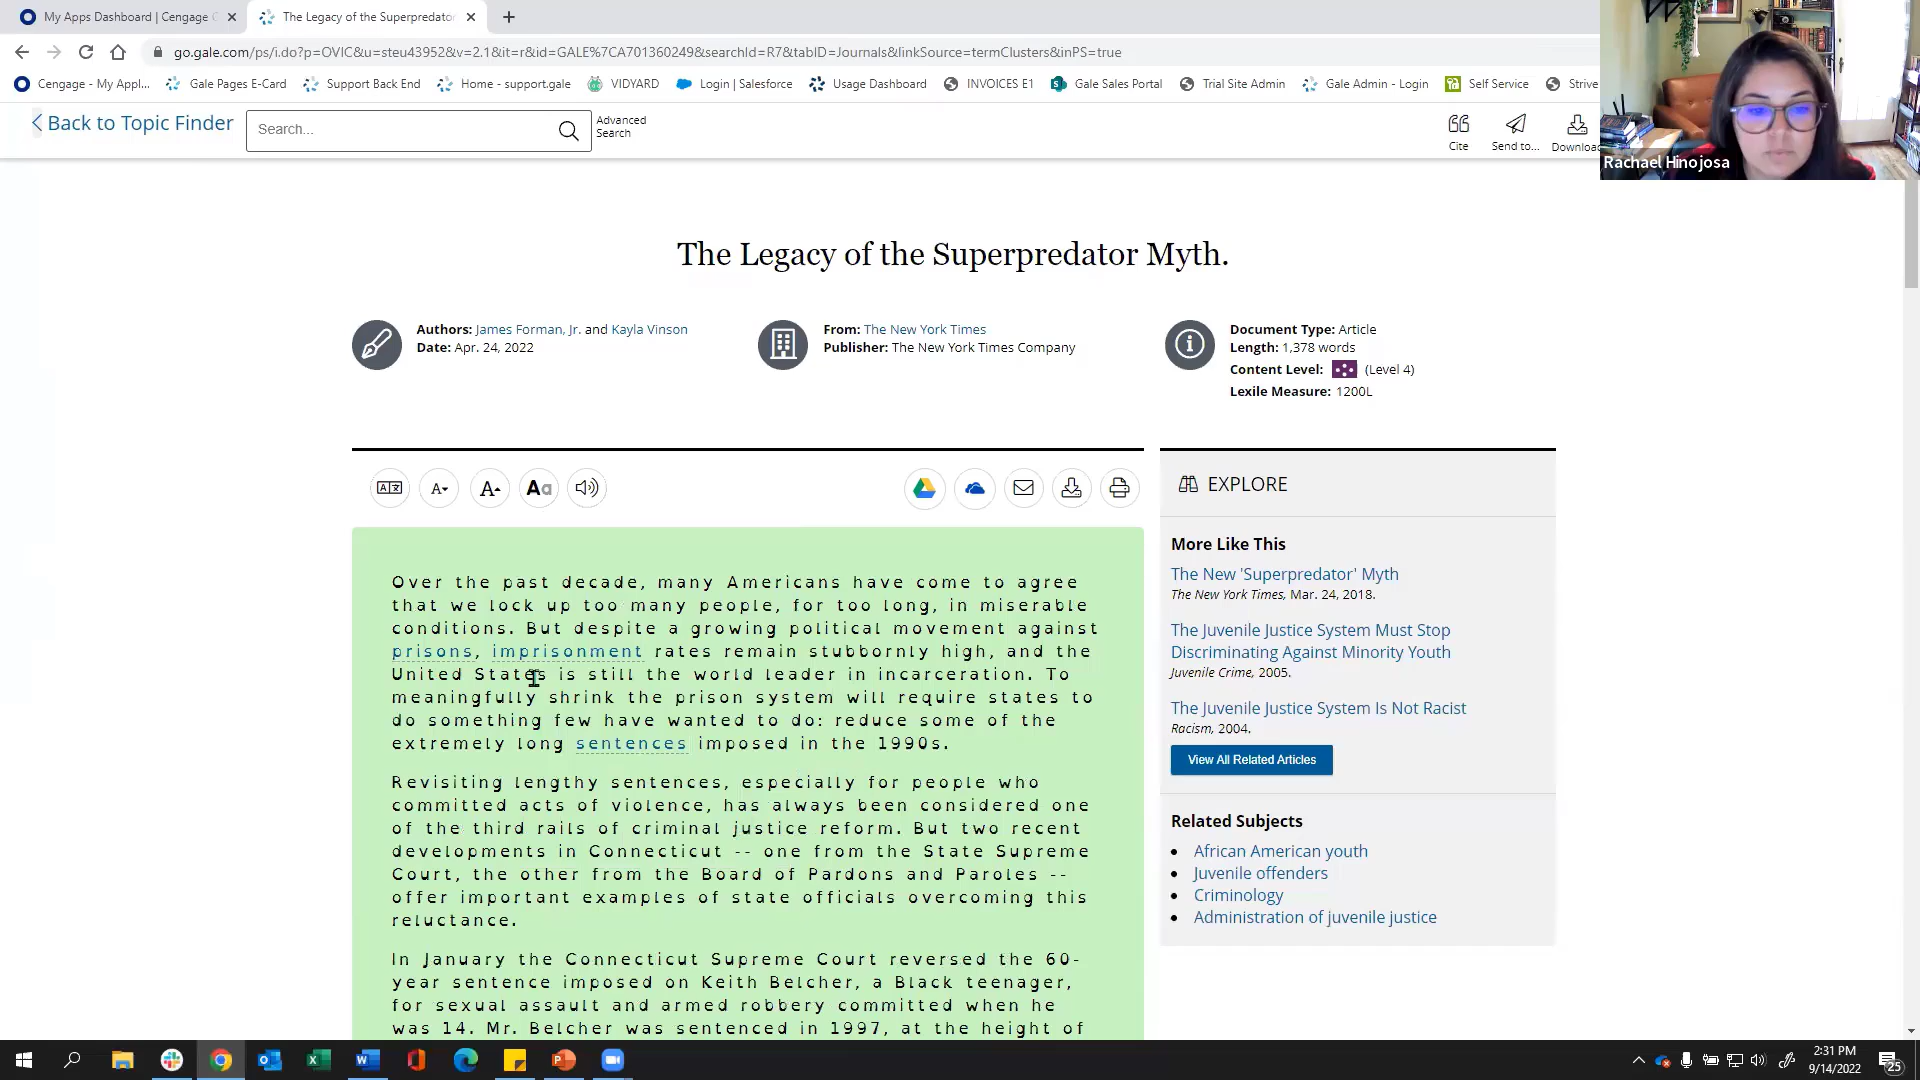 My Apps Dashboard | Cengage
The Legacy of the Superpredator
go.gale.com/ps/i.do?p=OVIC&u=steu43952&v=2.1&it=r&id=GALE%7CA701360249&searchId=R7&tabID=Journals&linkSource=termClusters&inPS=true
Cengage - My Appl...
Gale Pages E-Card
Support Back End
Home - support.gale
VIDYARD
Login | Salesforce
Usage Dashboard
INVOICES E1
Gale Sales Portal
Trial Site Admin
Gale Admin - Login
Self Service
Strive
Back to Topic Finder
Search...
Advanced
Search
Cite
Send to...
Download
Rachael Hinojosa
The Legacy of the Superpredator Myth.
Authors: James Forman, Jr. and Kayla Vinson
Date: Apr. 24, 2022
From: The New York Times
Publisher: The New York Times Company
Document Type: Article
Length: 1,378 words
Content Level: (Level 4)
Lexile Measure: 1200L
A
A
Aa
EXPLORE
Over the past decade, many Americans have come to agree
that we lock up too many people, for too long, in miserable
conditions. But despite a growing political movement against
prisons, imprisonment rates remain stubbornly high, and the
United States is still the world leader in incarceration. To
meaningfully shrink the prison system will require states to
do something few have wanted to do: reduce some of the
extremely long sentences imposed in the 1990s.
Revisiting lengthy sentences, especially for people who
committed acts of violence, has always been considered one
of the third rails of criminal justice reform. But two recent
developments in Connecticut -- one from the State Supreme
Court, the other from the Board of Pardons and Paroles --
offer important examples of state officials overcoming this
reluctance.
In January the Connecticut Supreme Court reversed the 60-
year sentence imposed on Keith Belcher, a Black teenager,
for sexual assault and armed robbery committed when he
was 14. Mr. Belcher was sentenced in 1997, at the height of
More Like This
The New 'Superpredator' Myth
The New York Times, Mar. 24, 2018.
The Juvenile Justice System Must Stop
Discriminating Against Minority Youth
Juvenile Crime, 2005.
The Juvenile Justice System Is Not Racist
Racism, 2004.
View All Related Articles
Related Subjects
African American youth
Juvenile offenders
Criminology
Administration of juvenile justice
2:31 PM
9/14/2022
25